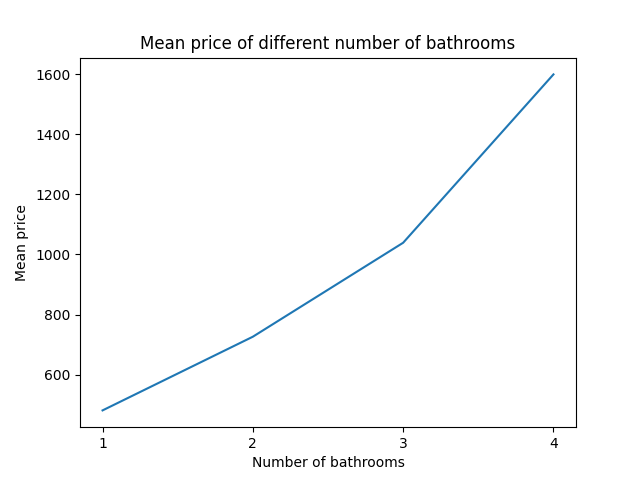 Mean price of different number of bathrooms
1600
1400
1200
1000
800
600
Mean price
1 2 3 4
Number of bathrooms